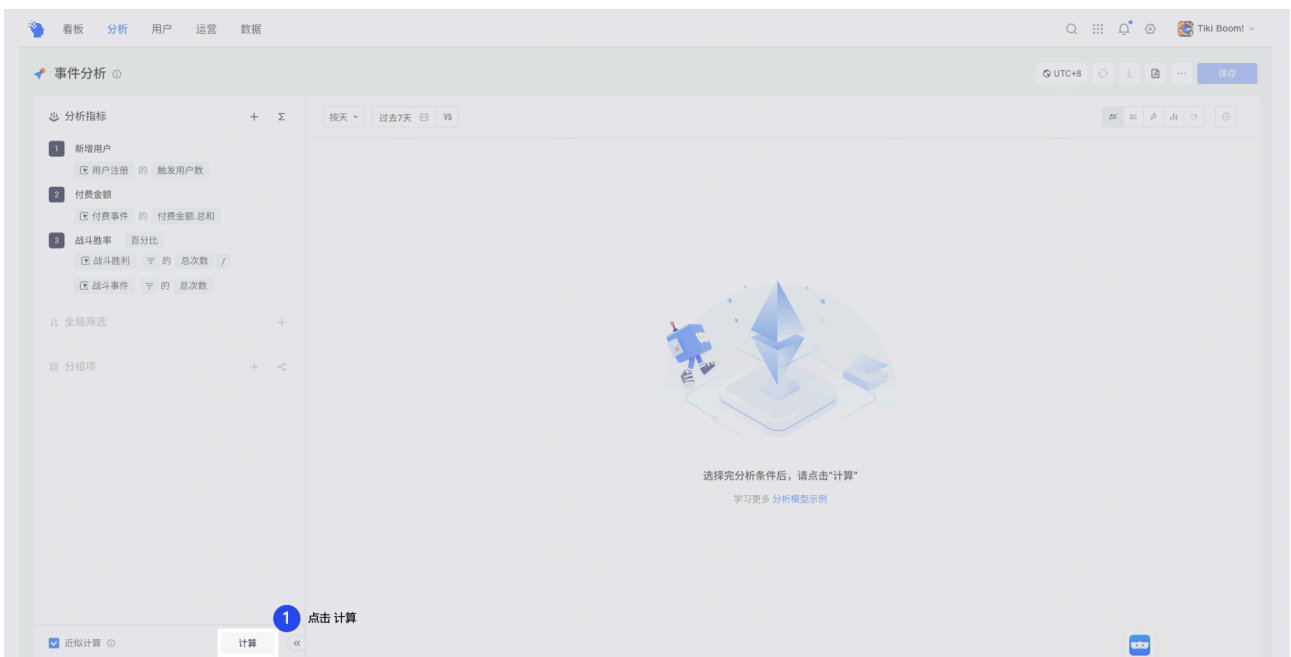 看板 分析 用户 运营 数据 Tiki Boom!
事件分析 UTC+8 保存
分析指标 + Σ 按天 过去7天 VS
1 新增用户
用户注册 的 触发用户数
2 付费金额
付费事件 的 付费金额.总和
3 战斗胜率 百分比
战斗胜利 的 总次数 /
战斗事件 的 总次数
全局筛选 +
分组项 +
选择完分析条件后，请点击“计算”
学习更多 分析模型示例
1 点击 计算
近似计算 计算 «